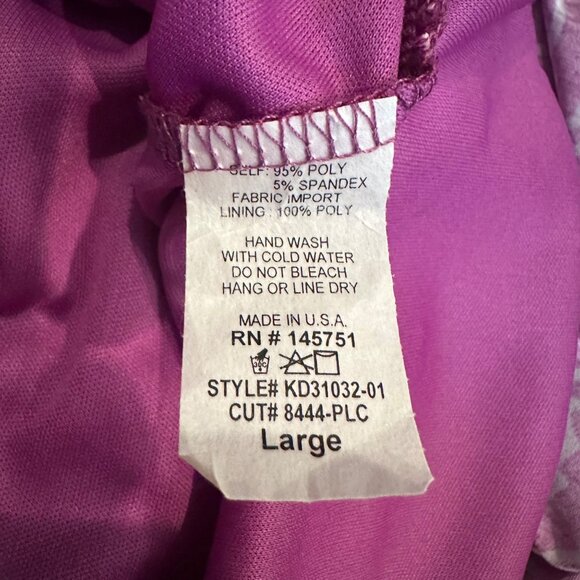 SELF: 95% POLY
5% SPANDEX
FABRIC IMPORT
LINING : 100% POLY
HAND WASH
WITH COLD WATER
DO NOT BLEACH
HANG OR LINE DRY
MADE IN U.S.A.
RN # 145751
STYLE# KD31032-01
CUT# 8444-PLC
Large